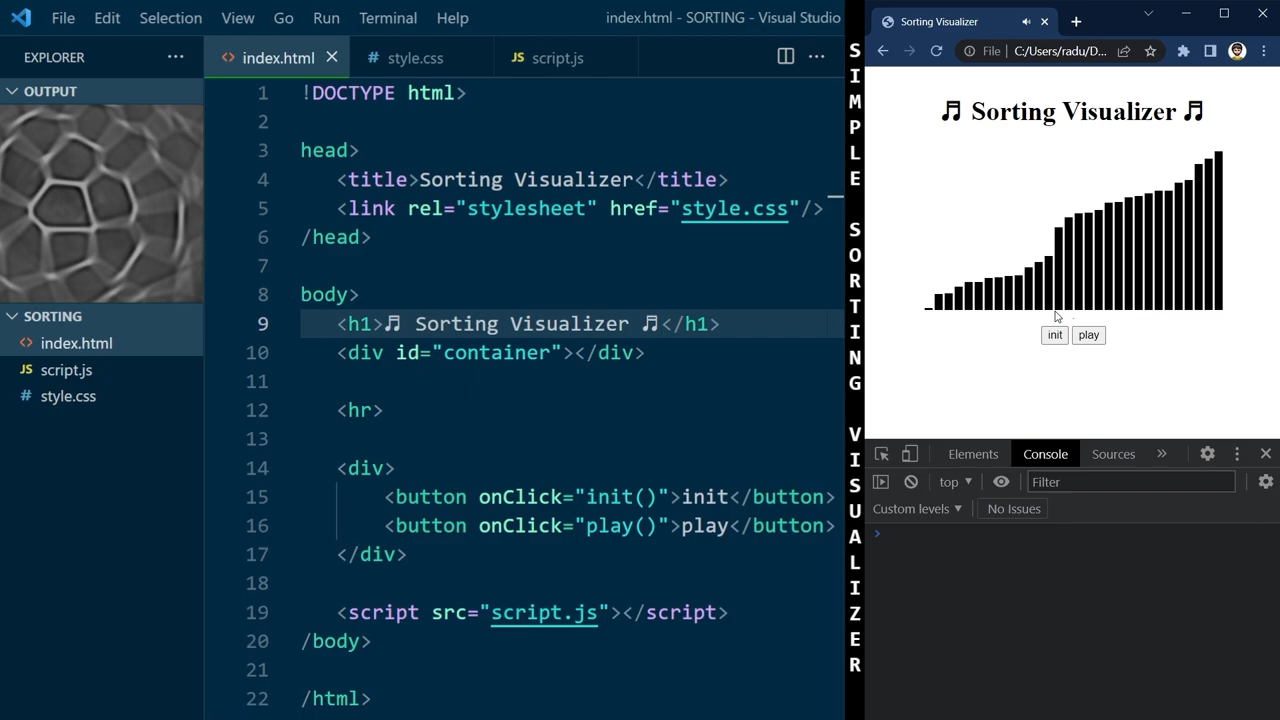 File Edit Selection View Go Run Terminal Help index.html - SORTING - Visual Studio
EXPLORER
OUTPUT
SORTING
index.html
JS script.js
# style.css
<> index.html
# style.css
JS script.js
1 !DOCTYPE html>
2
3 head>
4 <title>Sorting Visualizer</title>
5 <link rel="stylesheet" href="style.css"/>
6 /head>
7
8 body>
9 <h1>🎬 Sorting Visualizer 🎬</h1>
10 <div id="container"></div>
11
12 <hr>
13
14 <div>
15 <button onClick="init()">init</button>
16 <button onClick="play()">play</button>
17 </div>
18
19 <script src="script.js"></script>
20 /body>
21
22 /html>
SIMPLE SORTING VISUALIZER
Sorting Visualizer
File C:/Users/radu/D...
♬ Sorting Visualizer ♬
init play
Elements Console Sources »
top Filter
Custom levels No Issues